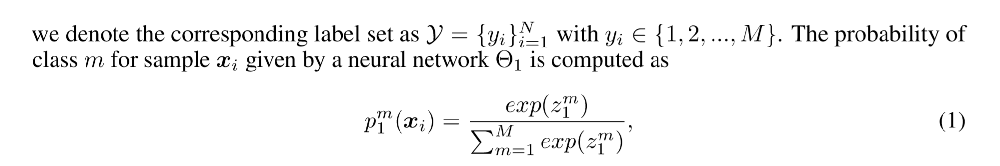 we denote the corresponding label set as $\mathcal{Y} = \{y_i\}_{i=1}^{N}$ with $y_i \in \{1, 2, ..., M\}$. The probability of
class $m$ for sample $\boldsymbol{x}_i$ given by a neural network $\Theta_1$ is computed as
$p_1^m(\boldsymbol{x}_i) = \frac{exp(z_1^m)}{\sum_{m=1}^{M} exp(z_1^m)},$ (1)